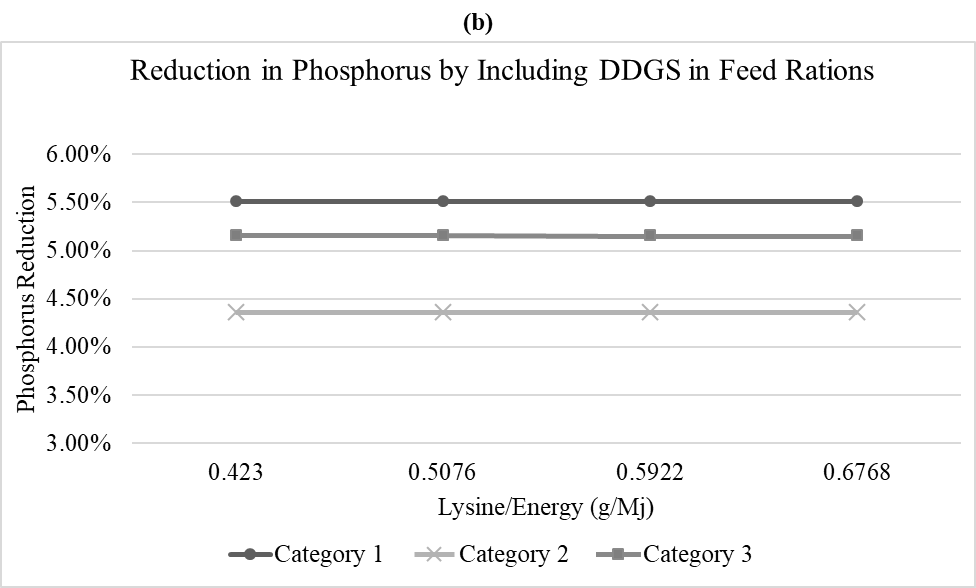 (b)
Reduction in Phosphorus by Including DDGS in Feed Rations
Phosphorus Reduction
6.00%
5.50%
5.00%
4.50%
4.00%
3.50%
3.00%
0.423 0.5076 0.5922 0.6768
Lysine/Energy (g/Mj)
Category 1 Category 2 Category 3